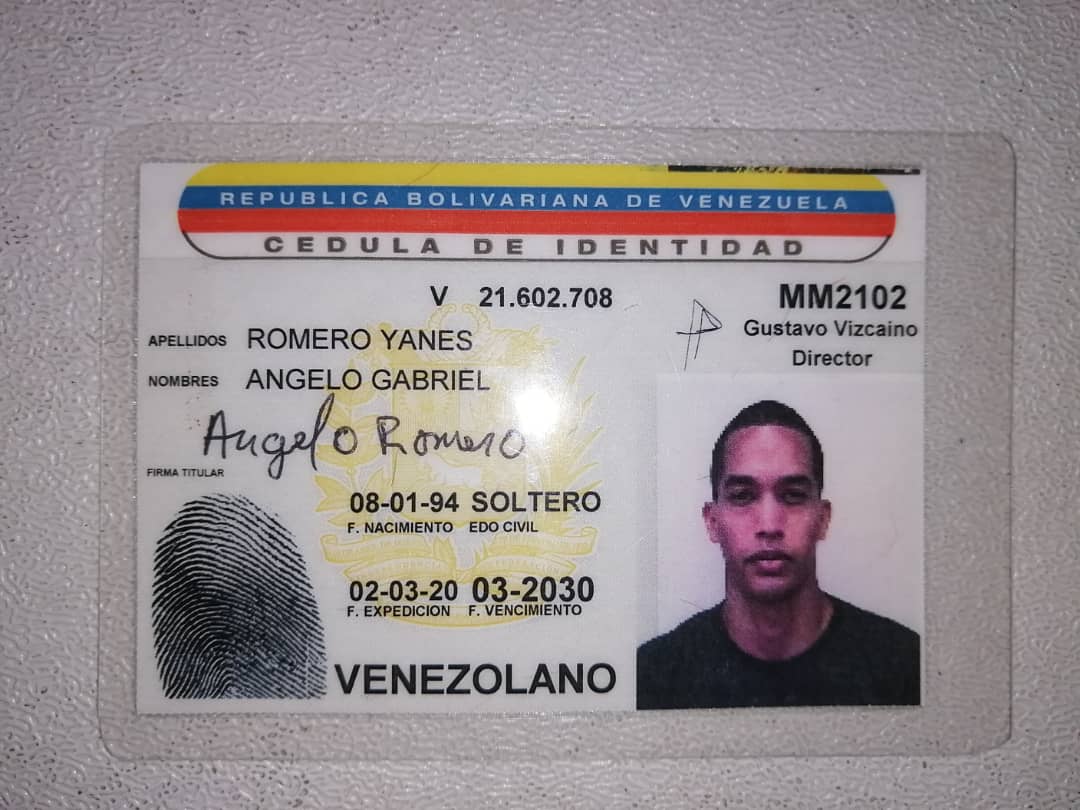 REPUBLICA BOLIVARIANA DE VENEZUELA
CEDULA DE IDENTIDAD
V 21.602.708
MM2102
Gustavo Vizcaino
Director
APELLIDOS ROMERO YANES
NOMBRES ANGELO GABRIEL
Angelo Romero
FIRMA TITULAR
08-01-94 SOLTERO
F. NACIMIENTO EDO CIVIL
02-03-20 03-2030
F. EXPEDICION F. VENCIMIENTO
VENEZOLANO